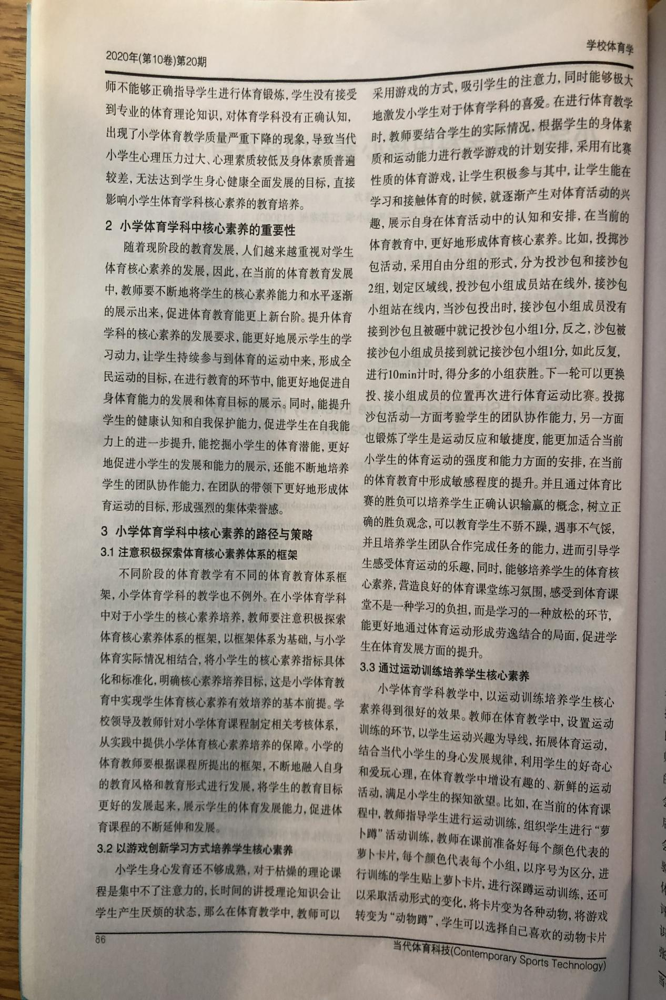 2020年(第10卷)第20期
学校体育学
师不能够正确指导学生进行体育锻炼,学生没有接受
到专业的体育理论知识,对体育学科没有正确认知,
出现了小学体育教学质量严重下降的现象,导致当代
小学生心理压力过大、心理素质较低及身体素质普遍
较差,无法达到学生身心健康全面发展的目标,直接
影响小学生体育学科核心素养的教育培养。
2 小学体育学科中核心素养的重要性
随着现阶段的教育发展,人们越来越重视对学生
体育核心素养的发展,因此,在当前的体育教育发展
中,教师要不断地将学生的核心素养能力和水平逐渐
的展示出来,促进体育教育能更上新台阶。提升体育
学科的核心素养的发展要求,能更好地展示学生的学
习动力,让学生持续参与到体育的运动中来,形成全
民运动的目标,在进行教育的环节中,能更好地促进自
身体育能力的发展和体育目标的展示。同时,能提升
学生的健康认知和自我保护能力,促进学生在自我能
力上的进一步提升,能挖掘小学生的体育潜能,更好
地促进小学生的发展和能力的展示,还能不断地培养
学生的团队协作能力,在团队的带领下更好地形成体
育运动的目标,形成强烈的集体荣誉感。
3 小学体育学科中核心素养的路径与策略
3.1 注意积极探索体育核心素养体系的框架
不同阶段的体育教学有不同的体育教育体系框
架,小学体育学科的教学也不例外。在小学体育学科
中对于小学生的核心素养培养,教师要注意积极探索
体育核心素养体系的框架,以框架体系为基础,与小学
体育实际情况相结合,将小学生的核心素养指标具体
化和标准化,明确核心素养培养目标,这是小学体育教
育中实现学生体育核心素养有效培养的基本前提。学
校领导及教师针对小学体育课程制定相关考核体系,
从实践中提供小学体育核心素养培养的保障。小学的
体育教师要根据课程所提出的框架,不断地融入自身
的教育风格和教育形式进行发展,将学生的教育目标
更好的发展起来,展示学生的体育发展能力,促进体
育课程的不断延伸和发展。
3.2 以游戏创新学习方式培养学生核心素养
小学生身心发育还不够成熟,对于枯燥的理论课
程是集中不了注意力的,长时间的讲授理论知识会让
学生产生厌烦的状态,那么在体育教学中,教师可以
采用游戏的方式,吸引学生的注意力,同时能够极大
地激发小学生对于体育学科的喜爱。在进行体育教学
时,教师要结合学生的实际情况,根据学生的身体素
质和运动能力进行教学游戏的计划安排,采用有比赛
性质的体育游戏,让学生积极参与其中,让学生能在
学习和接触体育的时候,就逐渐产生对体育活动的兴
趣,展示自身在体育活动中的认知和安排,在当前的
体育教育中,更好地形成体育核心素养。比如,投掷沙
包活动,采用自由分组的形式,分为投沙包和接沙包
2组,划定区域线,投沙包小组成员站在线外,接沙包
小组站在线内,当沙包投出时,接沙包小组成员没有
接到沙包且被砸中就记投沙包小组1分,反之,沙包被
接沙包小组成员接到就记接沙包小组1分,如此反复,
进行10min计时,得分多的小组获胜。下一轮可以更换
投、接小组成员的位置再次进行体育运动比赛。投掷
沙包活动一方面考验学生的团队协作能力,另一方面
也锻炼了学生是运动反应和敏捷度,能更加适合当前
小学生的体育运动的强度和能力方面的安排,在当前
的体育教育中形成敏感程度的提升。并且通过体育比
赛的胜负可以培养学生正确认识输赢的概念,树立正
确的胜负观念,可以教育学生不骄不躁,遇事不气馁,
并且培养学生团队合作完成任务的能力,进而引导学
生感受体育运动的乐趣,同时,能够培养学生的体育核
心素养,营造良好的体育课堂练习氛围,感受到体育课
堂不是一种学习的负担,而是学习的一种放松的环节,
能更好地通过体育运动形成劳逸结合的局面,促进学
生在体育发展方面的提升。
3.3 通过运动训练培养学生核心素养
小学体育学科教学中,以运动训练培养学生核心
素养得到很好的效果。教师在体育教学中,设置运动
训练的环节,以学生运动兴趣为导线,拓展体育运动,
结合当代小学生的身心发展规律,利用学生的好奇心
和爱玩心理,在体育教学中增设有趣的、新鲜的运动
活动,满足小学生的探知欲望。比如,在当前的体育课
程中,教师指导学生进行运动训练,组织学生进行“萝
卜蹲”活动训练,教师在课前准备好每个颜色代表的
萝卜卡片,每个颜色代表每个小组,以序号为区分,进
行训练的学生贴上萝卜卡片,进行深蹲运动训练,还可
以采取活动形式的变化,将卡片变为各种动物,将游戏
转变为“动物蹲”,学生可以选择自己喜欢的动物卡片
86
当代体育科技(Contemporary Sports Technology)